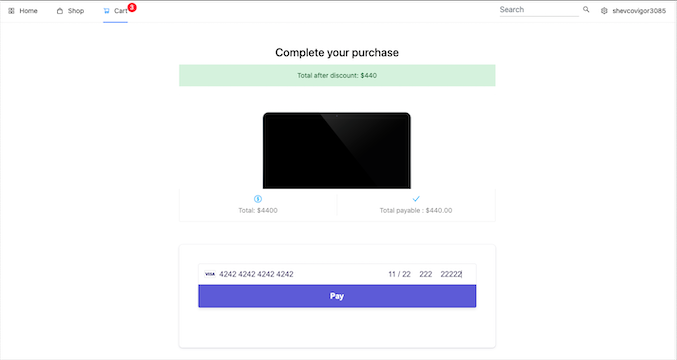 Home Shop Cart 3 Search shevcovigor3085
Complete your purchase
Total after discount: $440
Total: $4400 Total payable : $440.00
VISA 4242 4242 4242 4242 11 / 22 222 22222
Pay